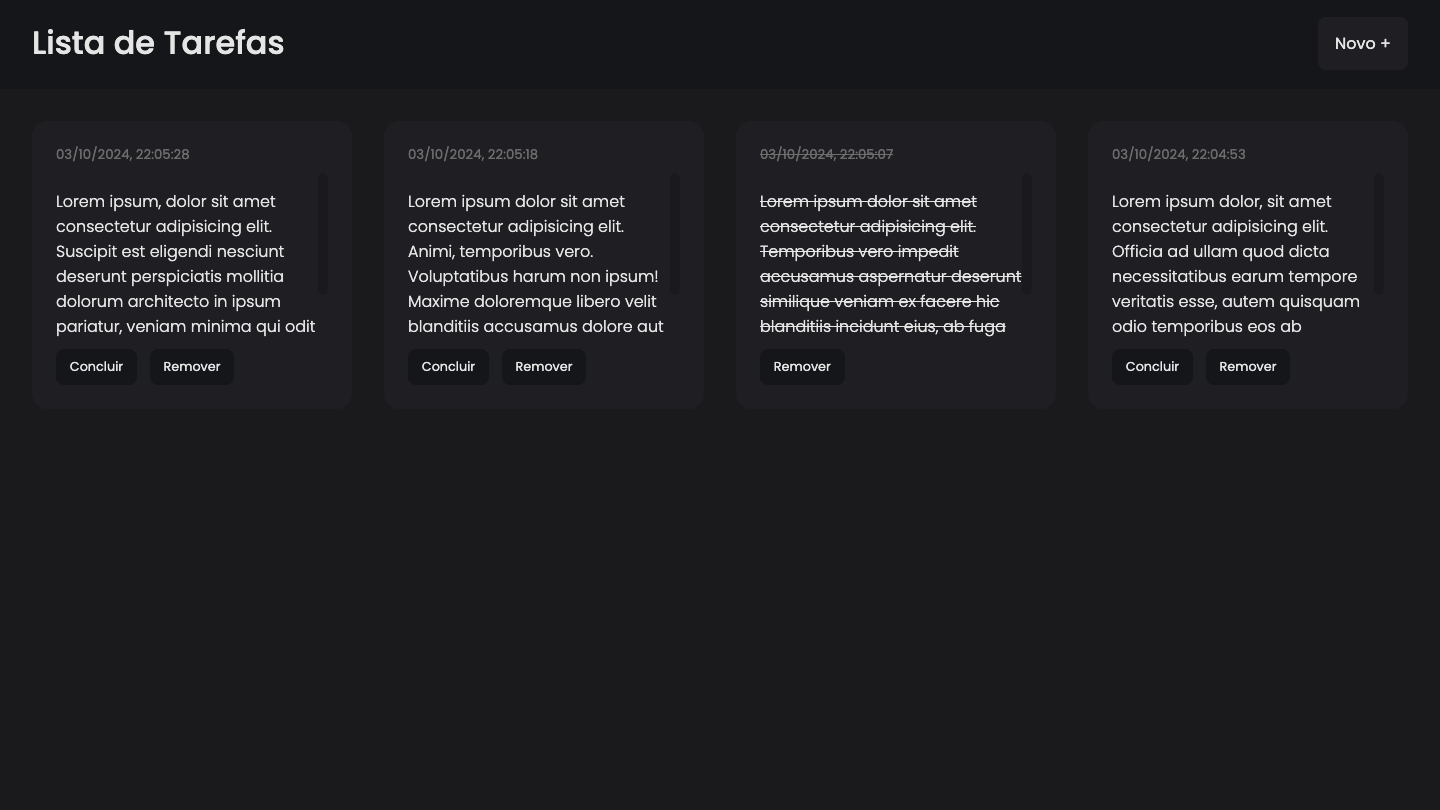 Lista de Tarefas
Novo +
03/10/2024, 22:05:28
Lorem ipsum, dolor sit amet
consectetur adipisicing elit.
Suscipit est eligendi nesciunt
deserunt perspiciatis mollitia
dolorum architecto in ipsum
pariatur, veniam minima qui odit
Concluir Remover
03/10/2024, 22:05:18
Lorem ipsum dolor sit amet
consectetur adipisicing elit.
Animi, temporibus vero.
Voluptatibus harum non ipsum!
Maxime doloremque libero velit
blanditiis accusamus dolore aut
Concluir Remover
03/10/2024, 22:05:07
Lorem ipsum dolor sit amet
consectetur adipisicing elit.
Temporibus vero impedit
accusamus aspernatur deserunt
similique veniam ex facere hic
blanditiis incidunt eius, ab fuga
Remover
03/10/2024, 22:04:53
Lorem ipsum dolor, sit amet
consectetur adipisicing elit.
Officia ad ullam quod dicta
necessitatibus earum tempore
veritatis esse, autem quisquam
odio temporibus eos ab
Concluir Remover